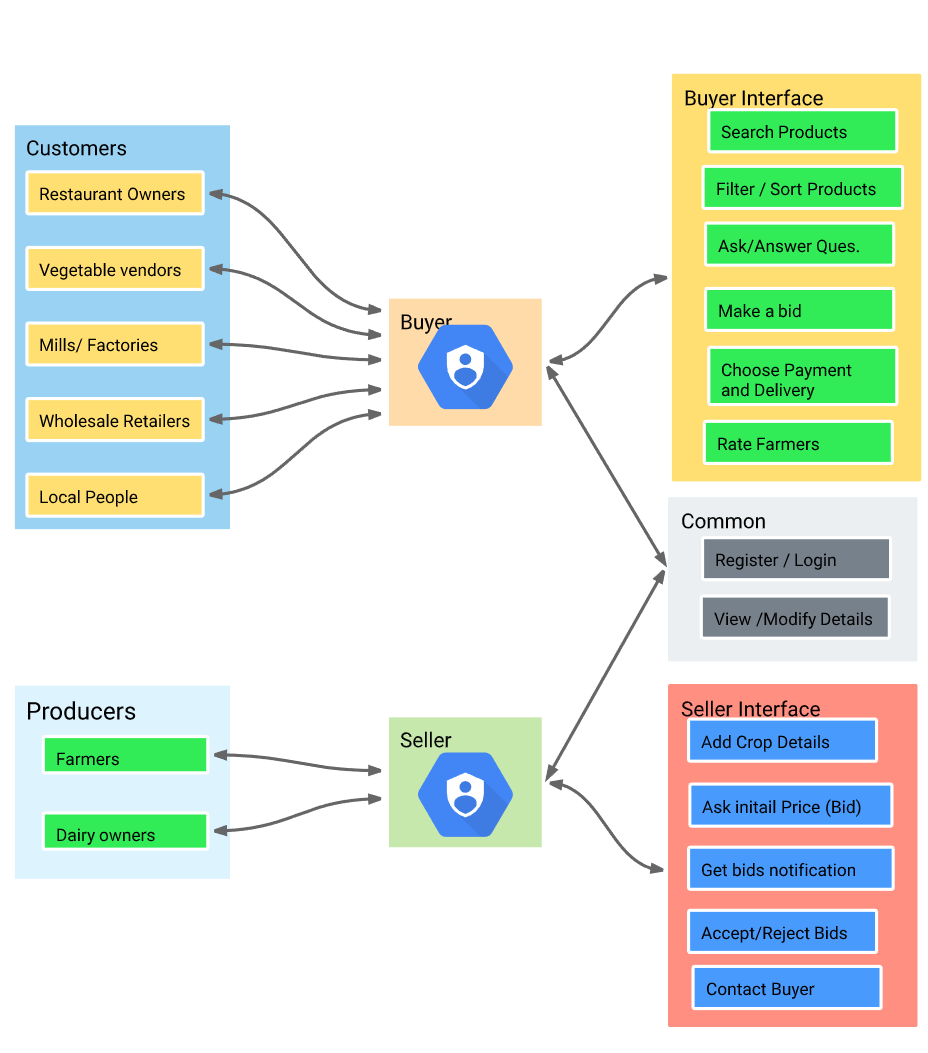 Customers
Restaurant Owners
Vegetable vendors
Mills/ Factories
Wholesale Retailers
Local People
Producers
Farmers
Dairy owners
Buyer
Seller
Buyer Interface
Search Products
Filter / Sort Products
Ask/Answer Ques.
Make a bid
Choose Payment
and Delivery
Rate Farmers
Common
Register / Login
View /Modify Details
Seller Interface
Add Crop Details
Ask initail Price (Bid)
Get bids notification
Accept/Reject Bids
Contact Buyer